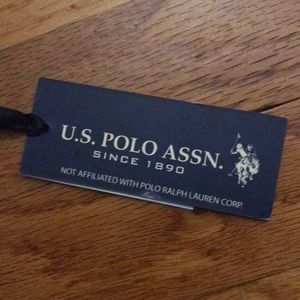 U.S. POLO ASSN.
SINCE 1890
NOT AFFILIATED WITH POLO RALPH LAUREN CORP.